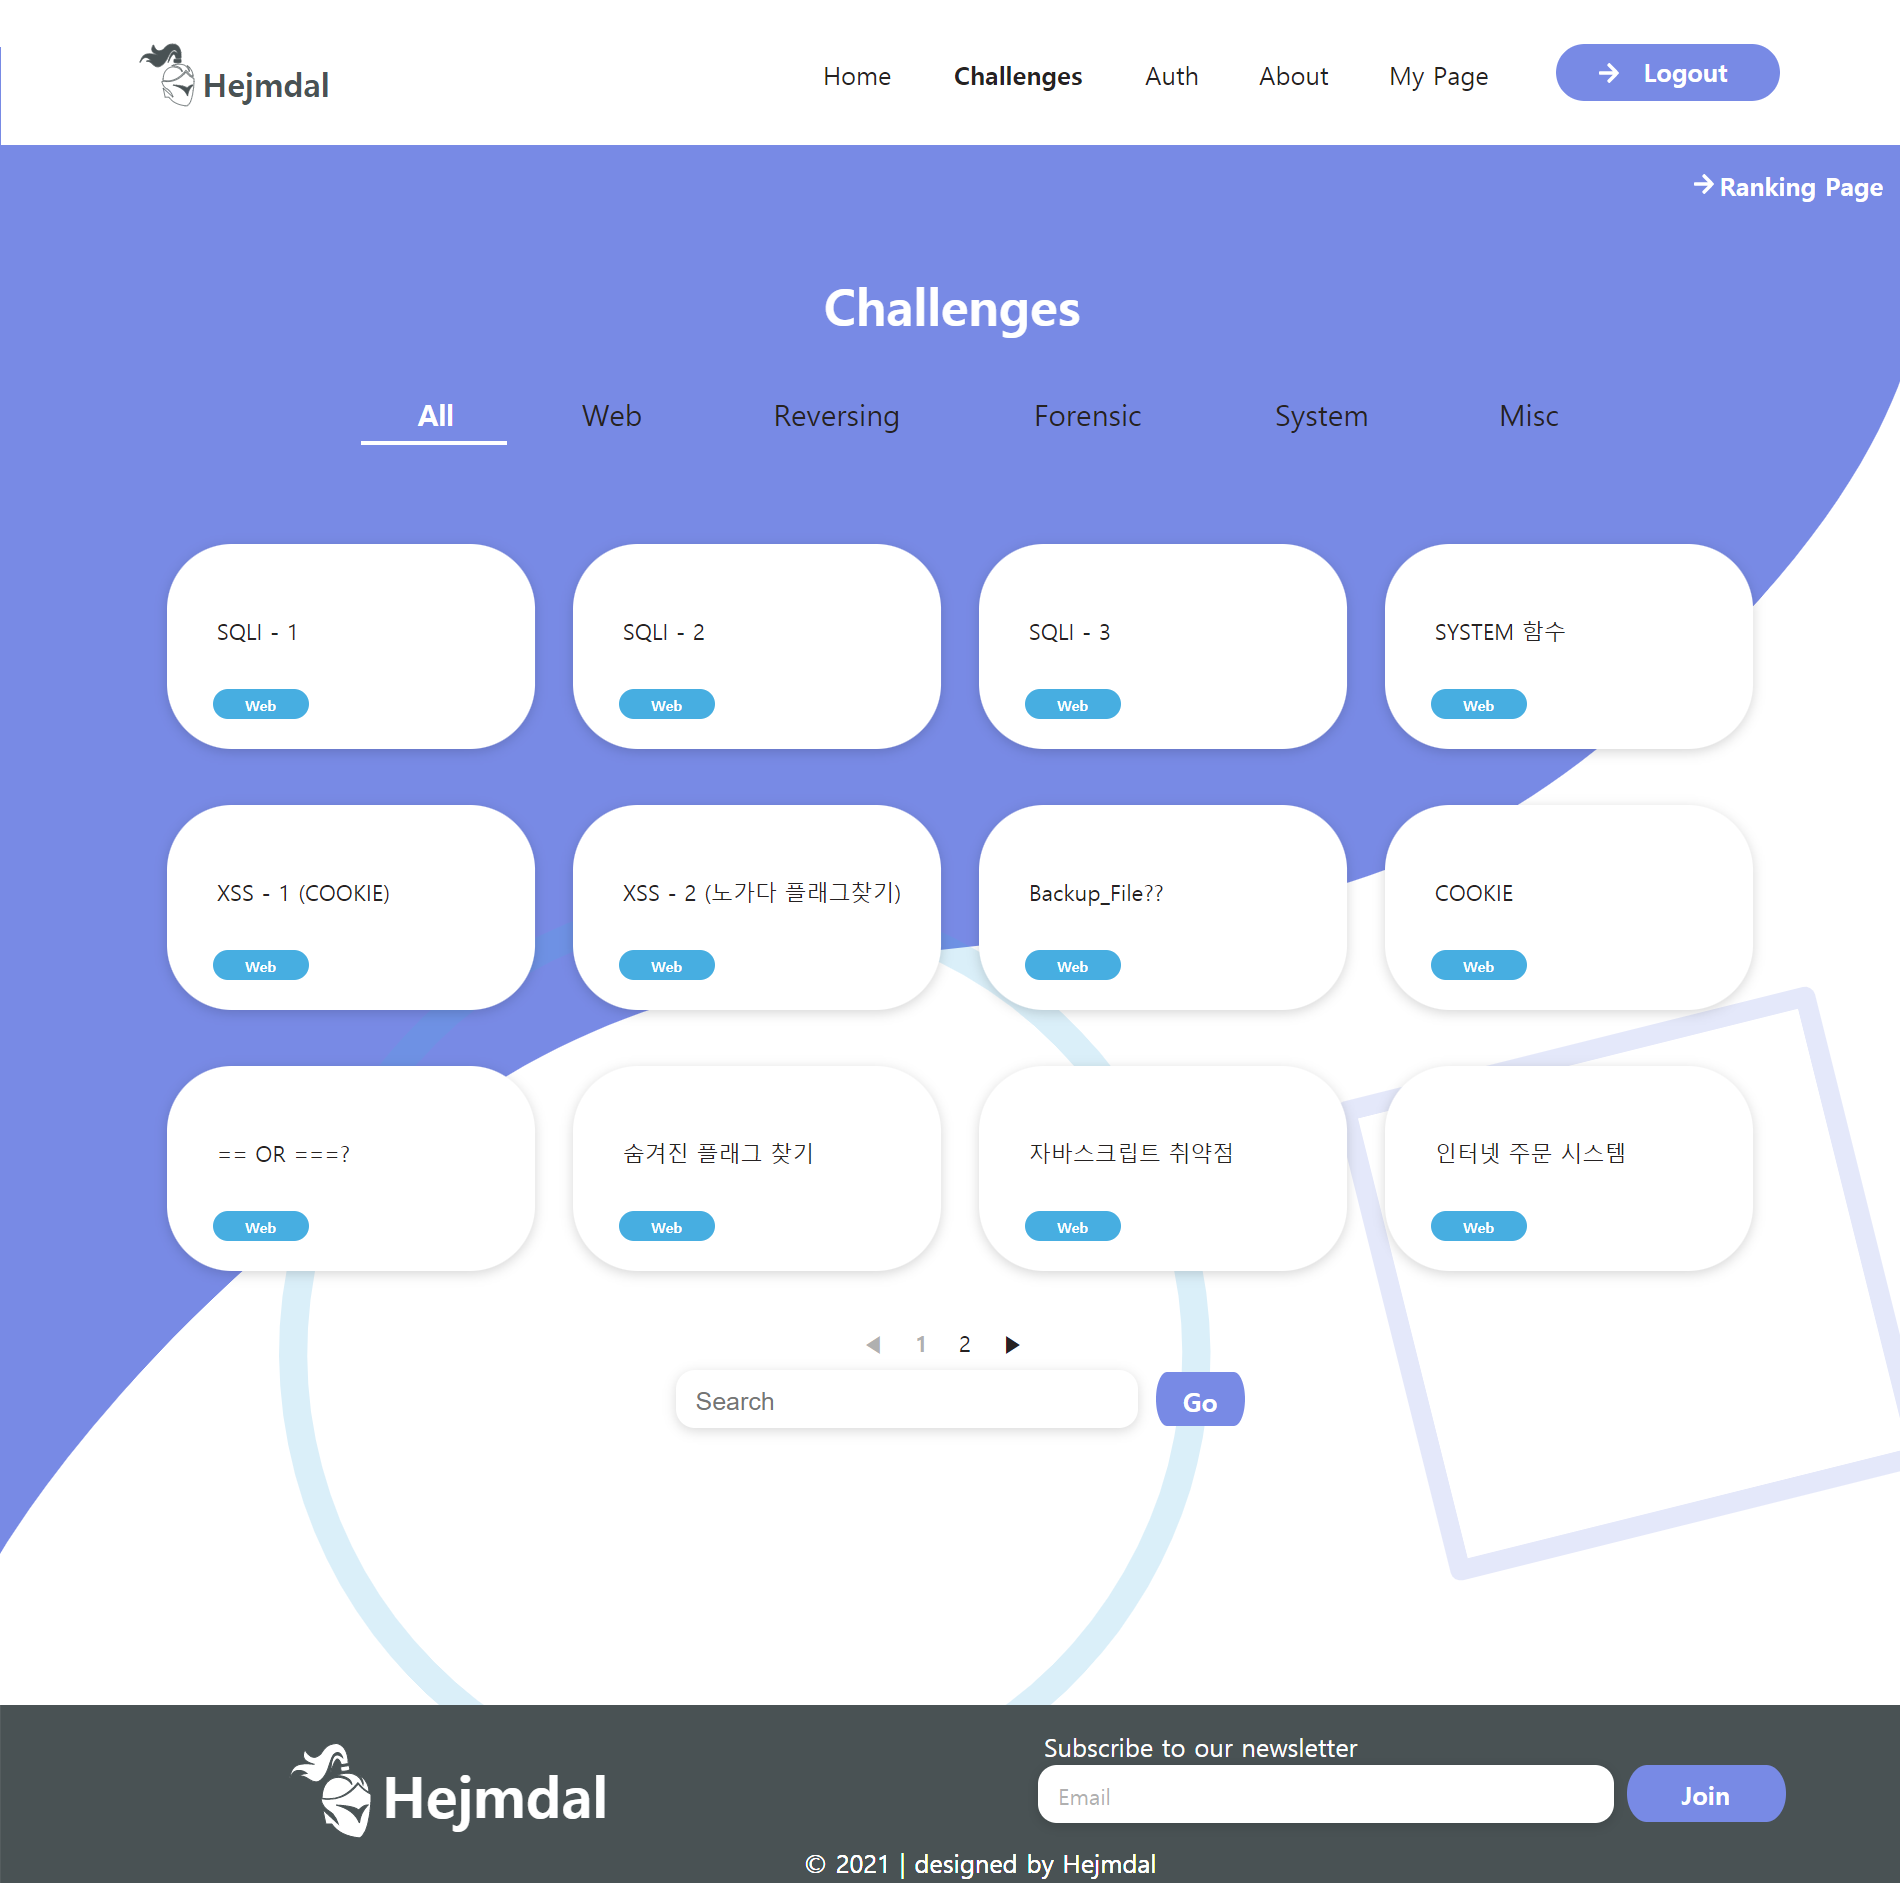 Hejmdal
Home
Challenges
Auth
About
My Page
Logout
Ranking Page
Challenges
All
Web
Reversing
Forensic
System
Misc
SQLI - 1
Web
SQLI - 2
Web
SQLI - 3
Web
SYSTEM 함수
Web
XSS - 1 (COOKIE)
Web
XSS - 2 (노가다 플래그찾기)
Web
Backup_File??
Web
COOKIE
Web
== OR ===?
Web
숨겨진 플래그 찾기
Web
자바스크립트 취약점
Web
인터넷 주문 시스템
Web
◀ 1 2 ▶
Search
Go
Hejmdal
Subscribe to our newsletter
Email
Join
© 2021 | designed by Hejmdal